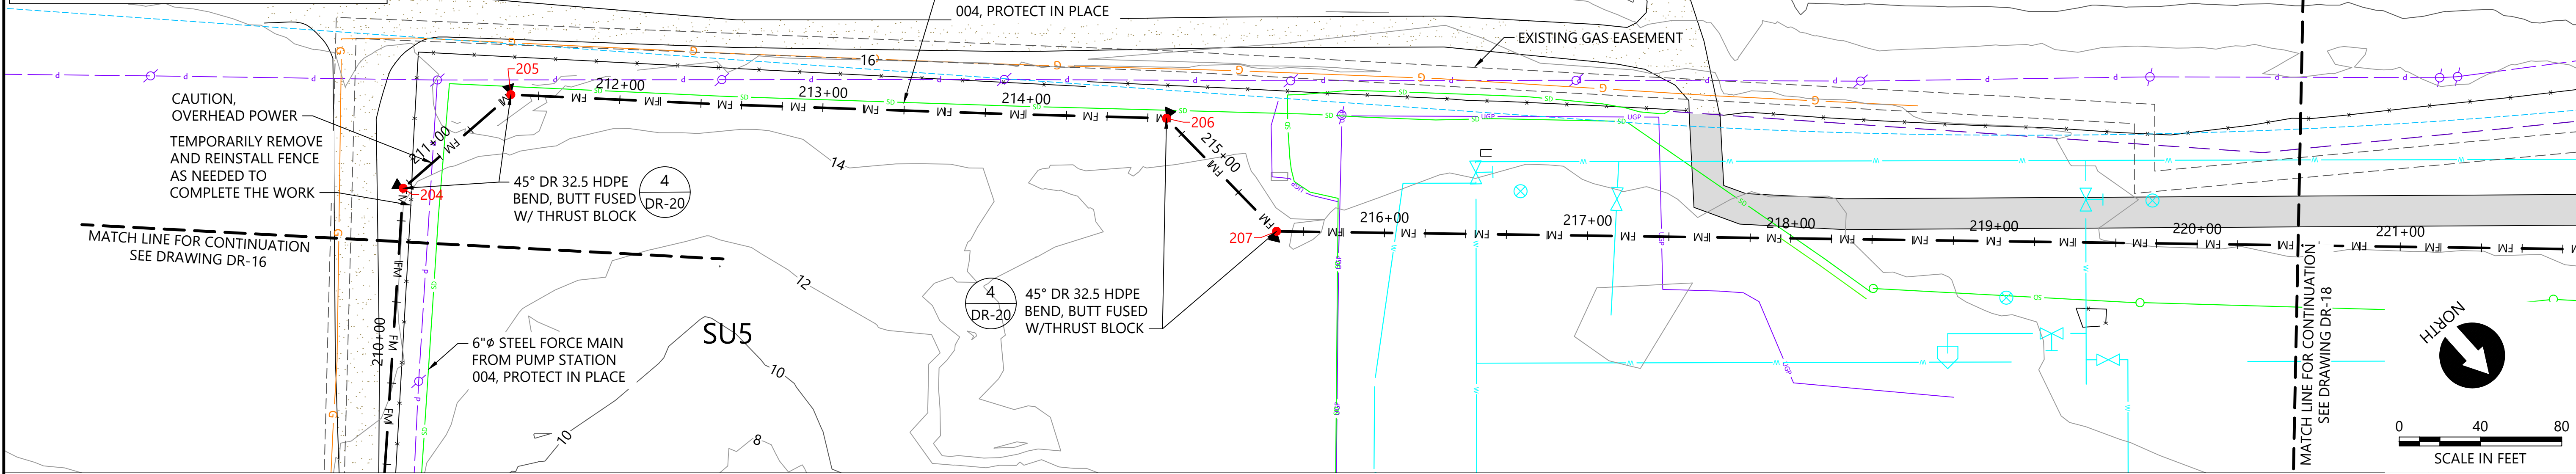 004, PROTECT IN PLACE
EXISTING GAS EASEMENT
16
205
212+00
213+00
214+00
206
CAUTION,
OVERHEAD POWER
TEMPORARILY REMOVE
AND REINSTALL FENCE
AS NEEDED TO
COMPLETE THE WORK
211+00
204
45° DR 32.5 HDPE
BEND, BUTT FUSED
W/ THRUST BLOCK
4
DR-20
14
215+00
207
216+00
217+00
218+00
219+00
220+00
221+00
MATCH LINE FOR CONTINUATION
SEE DRAWING DR-16
12
4
DR-20
45° DR 32.5 HDPE
BEND, BUTT FUSED
W/THRUST BLOCK
210+00
6"ø STEEL FORCE MAIN
FROM PUMP STATION
004, PROTECT IN PLACE
SU5
10
10
8
MATCH LINE FOR CONTINUATION
SEE DRAWING DR-18
NORTH
0 40 80
SCALE IN FEET
FM
G
P
SD
UGP
W